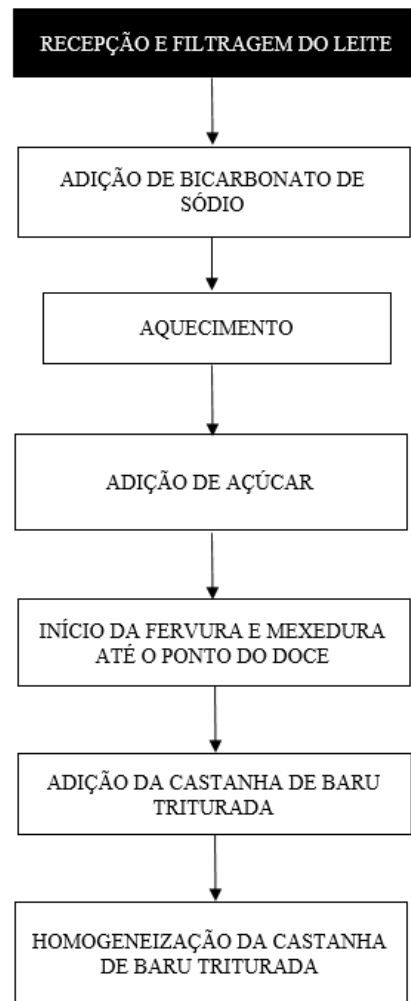 RECEPÇÃO E FILTRAGEM DO LEITE
ADIÇÃO DE BICARBONATO DE
SÓDIO
AQUECIMENTO
ADIÇÃO DE AÇÚCAR
INÍCIO DA FERVURA E MEXEDURA
ATÉ O PONTO DO DOCE
ADIÇÃO DA CASTANHA DE BARU
TRITURADA
HOMOGENEIZAÇÃO DA CASTANHA
DE BARU TRITURADA